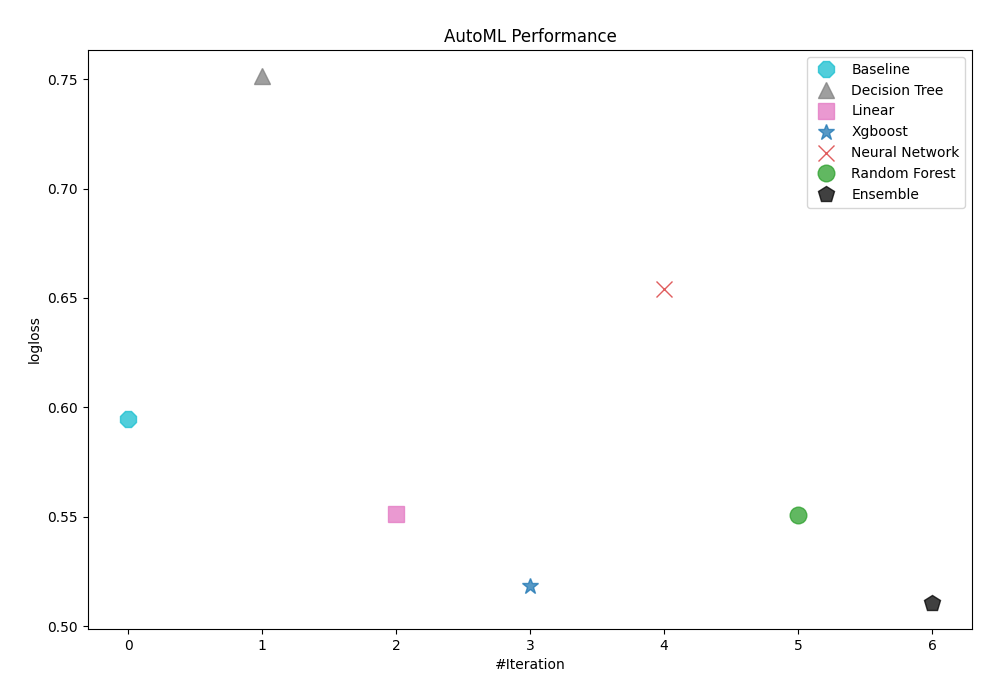 AutoML Performance
0.75
0.70
0.65
0.60
0.55
0.50
logloss
Baseline
Decision Tree
Linear
Xgboost
Neural Network
Random Forest
Ensemble
0 1 2 3 4 5 6
#Iteration